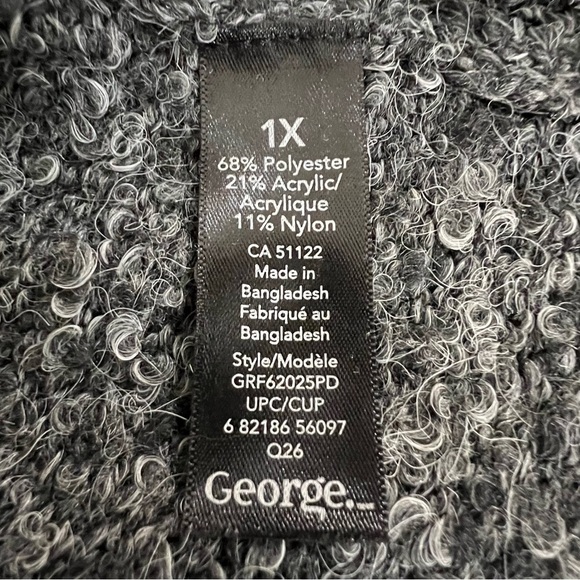 1X
68% Polyester
21% Acrylic/
Acrylique
11% Nylon
CA 51122
Made in
Bangladesh
Fabriqué au
Bangladesh
Style/Modèle
GRF62025PD
UPC/CUP
6 82186 56097
Q26
George.